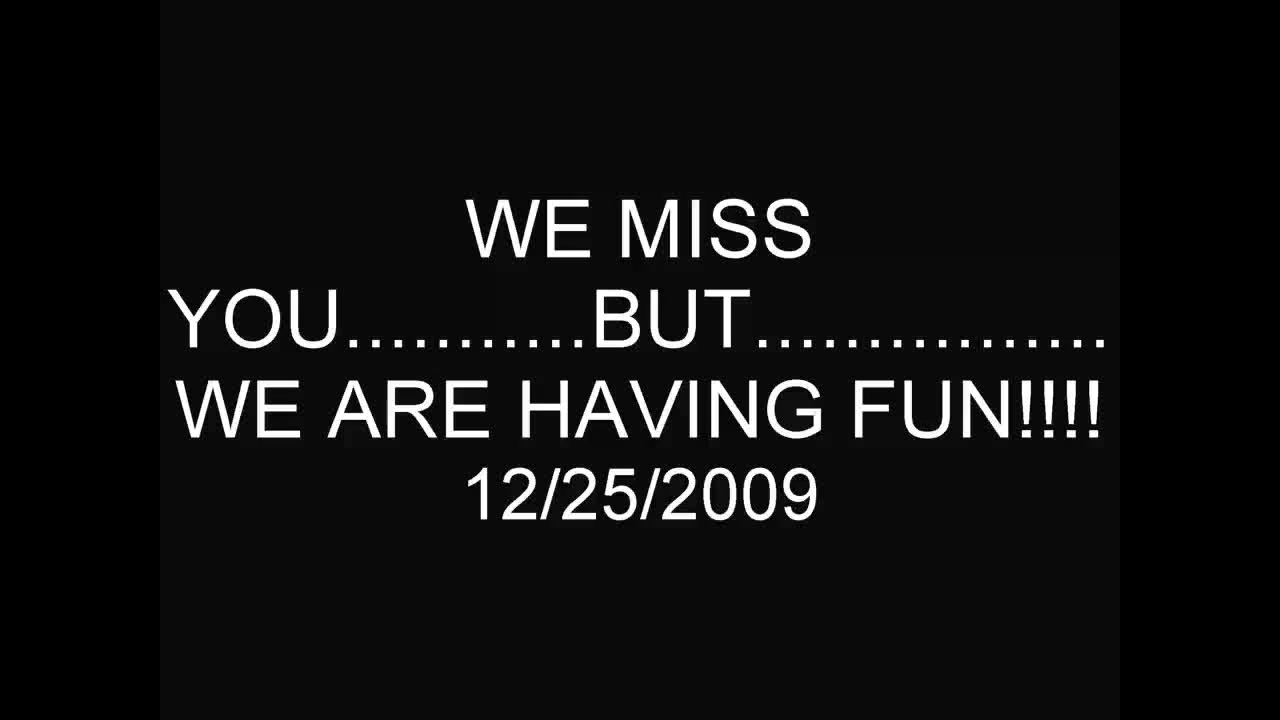 WE MISS
YOU...........BUT................
WE ARE HAVING FUN!!!!
12/25/2009